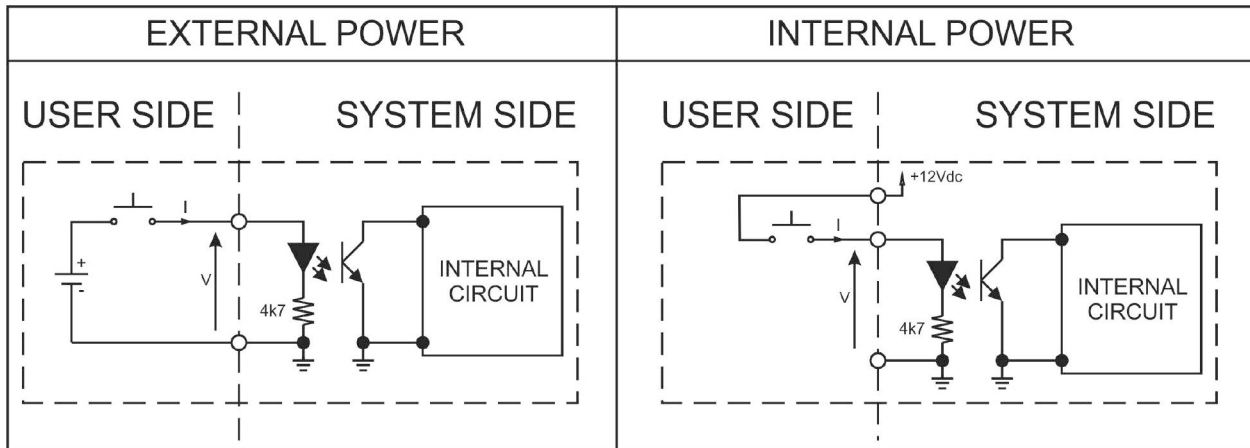 EXTERNAL POWER
USER SIDE
SYSTEM SIDE
I
+
-
V
4k7
INTERNAL
CIRCUIT
INTERNAL POWER
USER SIDE
SYSTEM SIDE
+12Vdc
I
V
4k7
INTERNAL
CIRCUIT